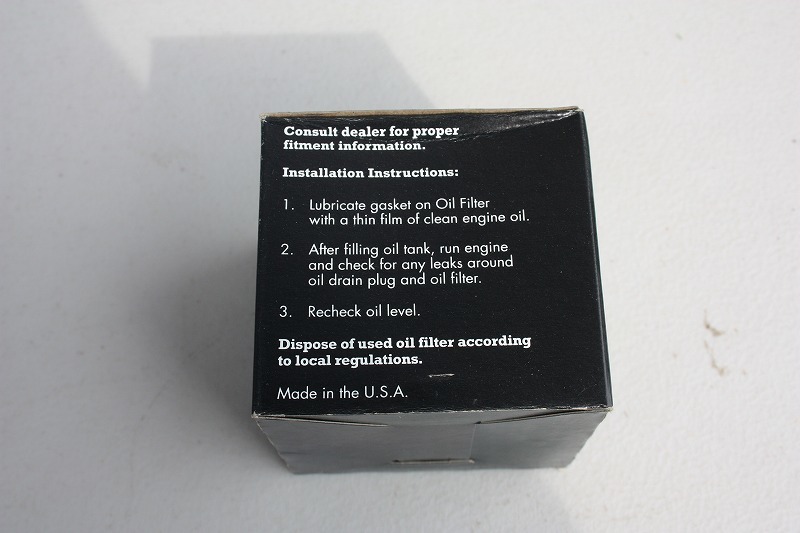 Consult dealer for proper
fitment information.
Installation Instructions:
1. Lubricate gasket on Oil Filter
with a thin film of clean engine oil.
2. After filling oil tank, run engine
and check for any leaks around
oil drain plug and oil filter.
3. Recheck oil level.
Dispose of used oil filter according
to local regulations.
Made in the U.S.A.